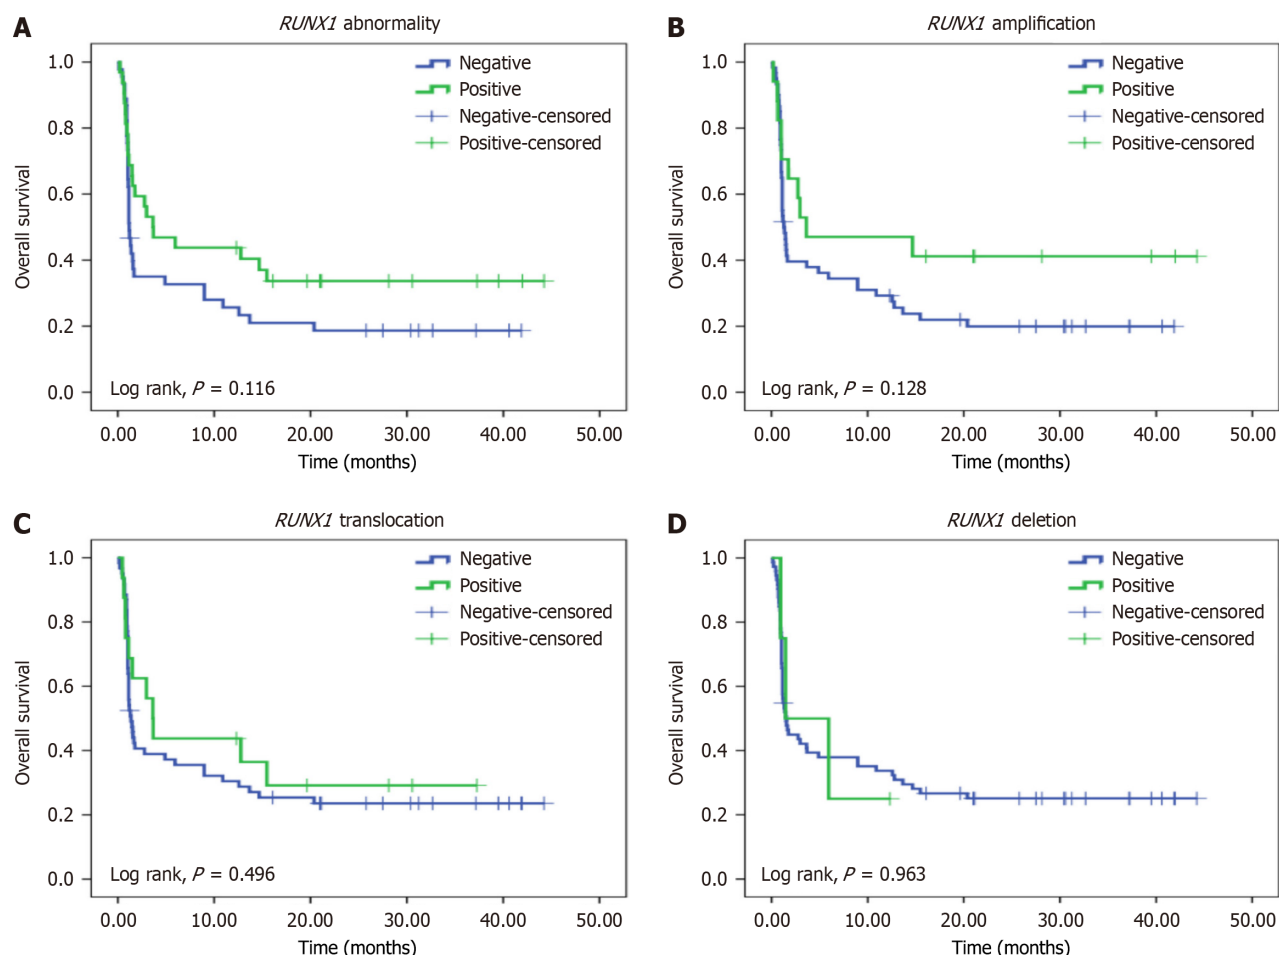 A
RUNX1 abnormality
1.0
0.8
0.6
0.4
0.2
0.0
Overall survival
Negative
Positive
Negative-censored
Positive-censored
Log rank, P = 0.116
0.00 10.00 20.00 30.00 40.00 50.00
Time (months)
B
RUNX1 amplification
1.0
0.8
0.6
0.4
0.2
0.0
Overall survival
Negative
Positive
Negative-censored
Positive-censored
Log rank, P = 0.128
0.00 10.00 20.00 30.00 40.00 50.00
Time (months)
C
RUNX1 translocation
1.0
0.8
0.6
0.4
0.2
0.0
Overall survival
Negative
Positive
Negative-censored
Positive-censored
Log rank, P = 0.496
0.00 10.00 20.00 30.00 40.00 50.00
Time (months)
D
RUNX1 deletion
1.0
0.8
0.6
0.4
0.2
0.0
Overall survival
Negative
Positive
Negative-censored
Positive-censored
Log rank, P = 0.963
0.00 10.00 20.00 30.00 40.00 50.00
Time (months)